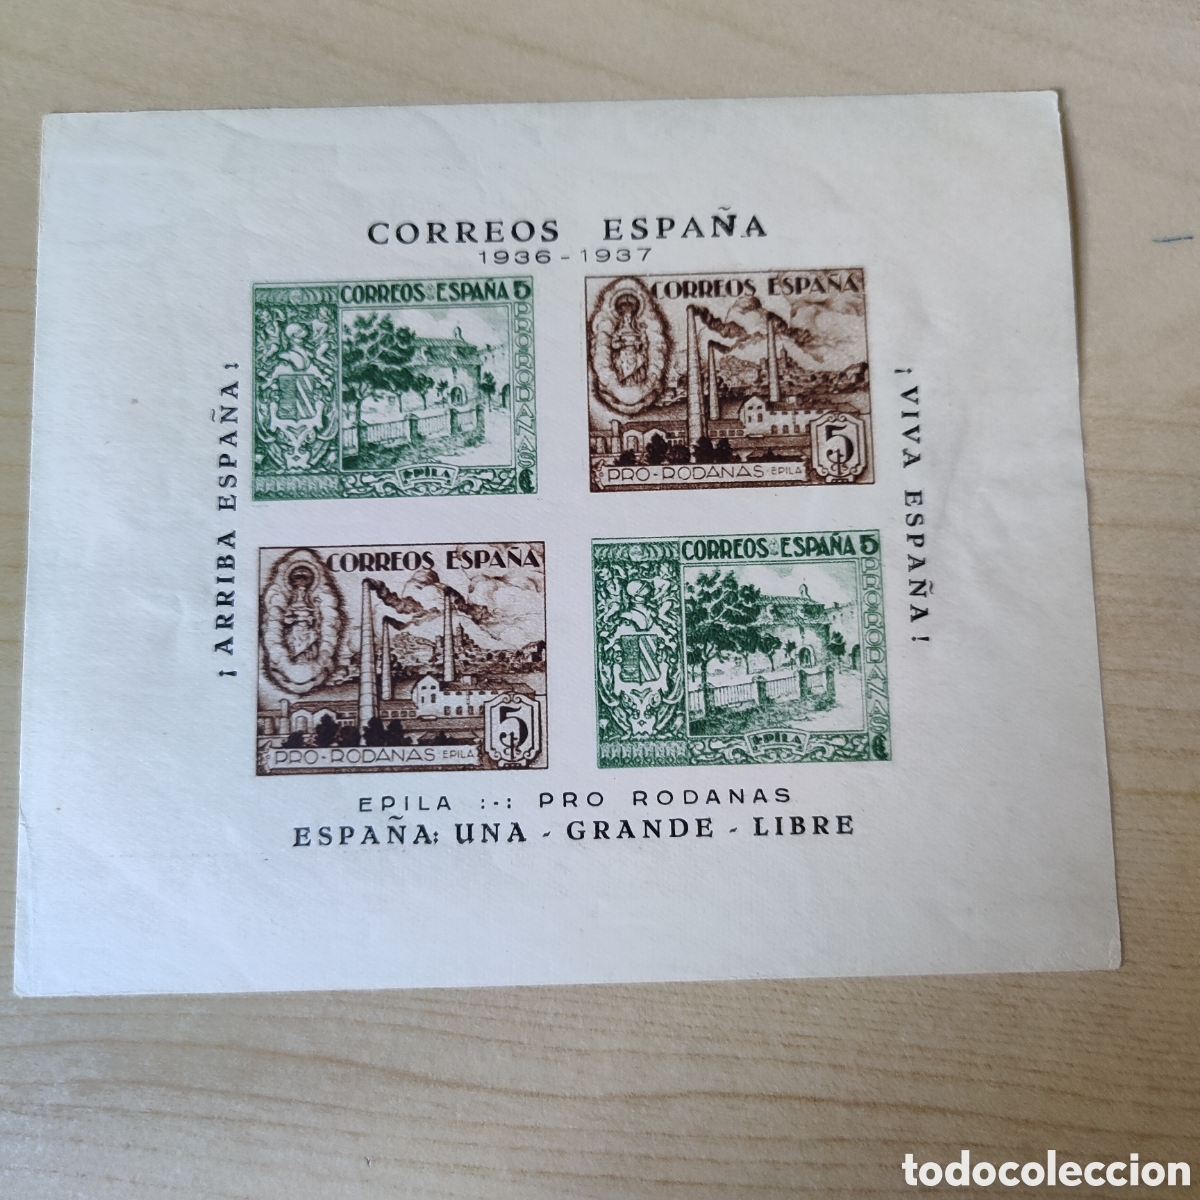 CORREOS ESPAÑA
1936-1937
¡ARRIBA ESPAÑA!
¡VIVA ESPAÑA!
CORREOS ESPAÑA 5
PRO RODANAS
EPILA
CORREOS ESPAÑA
5
PRO-RODANAS-EPILA
CORREOS ESPAÑA
5
PRO-RODANAS-EPILA
CORREOS ESPAÑA 5
PRO RODANAS
EPILA
EPILA :-: PRO RODANAS
ESPAÑA: UNA - GRANDE - LIBRE
todocoleccion